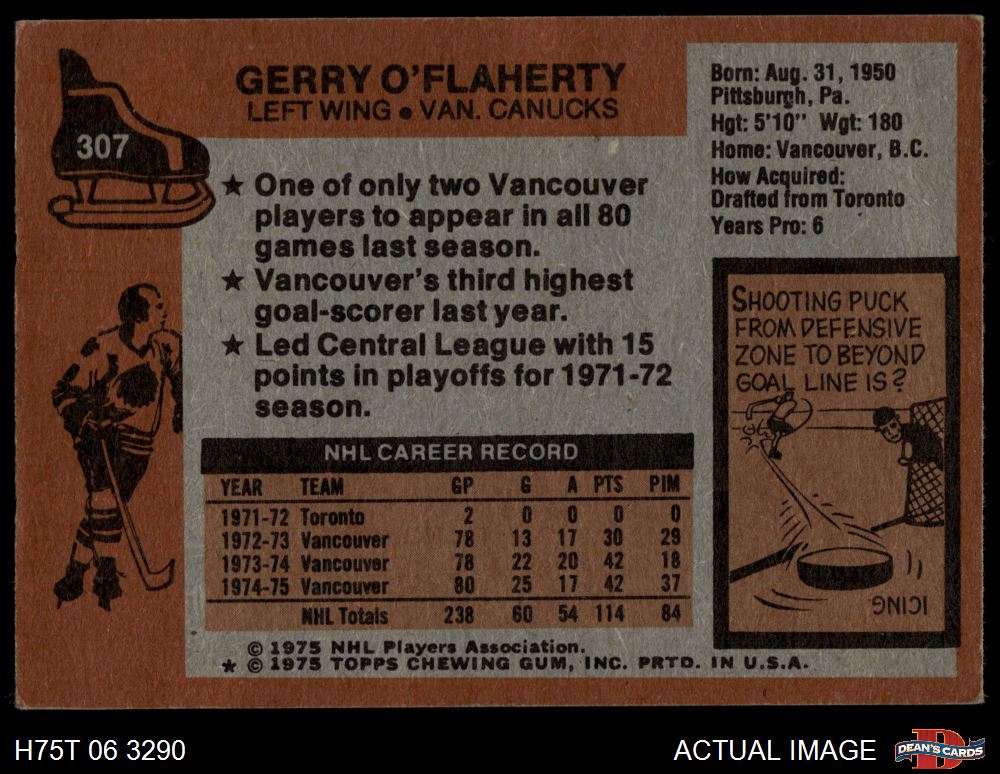 307
GERRY O'FLAHERTY
LEFT WING ● VAN. CANUCKS
Born: Aug. 31, 1950
Pittsburgh, Pa.
Hgt: 5'10" Wgt: 180
Home: Vancouver, B.C.
How Acquired:
Drafted from Toronto
Years Pro: 6
★ One of only two Vancouver
players to appear in all 80
games last season.
★ Vancouver's third highest
goal-scorer last year.
★ Led Central League with 15
points in playoffs for 1971-72
season.
SHOOTING PUCK
FROM DEFENSIVE
ZONE TO BEYOND
GOAL LINE IS?
ICING
NHL CAREER RECORD
YEAR TEAM GP G A PTS PIM
1971-72 Toronto 2 0 0 0 0
1972-73 Vancouver 78 13 17 30 29
1973-74 Vancouver 78 22 20 42 18
1974-75 Vancouver 80 25 17 42 37
NHL Totals 238 60 54 114 84
© 1975 NHL Players Association.
★ © 1975 TOPPS CHEWING GUM, INC. PRTD. IN U.S.A.
H75T 06 3290
ACTUAL IMAGE
D
DEAN'S CARDS